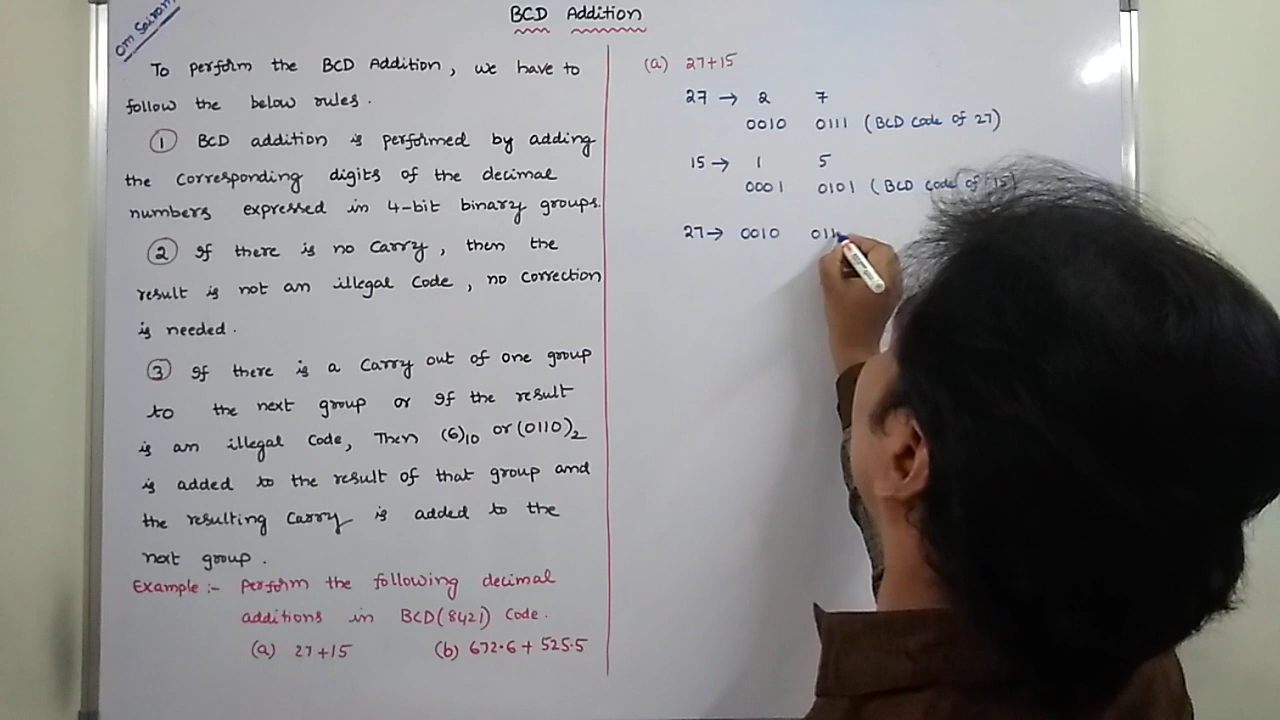 Om Sairam
BCD Addition
To perform the BCD Addition, we have to
follow the below rules.
① BCD addition is performed by adding
the corresponding digits of the decimal
numbers expressed in 4-bit binary groups.
② If there is no Carry, then the
result is not an illegal Code, no correction
is needed.
③ If there is a Carry out of one group
to the next group or If the result
is an illegal Code, Then (6)₁₀ or (0110)₂
is added to the result of that group and
the resulting Carry is added to the
next group.
Example :- Perform the following decimal
additions in BCD(8421) Code.
(a) 27+15 (b) 672.6 + 525.5
(a) 27+15
27 → 2 7
0010 0111 (BCD code of 27)
15 → 1 5
0001 0101 (BCD code of 15)
27 → 0010 011